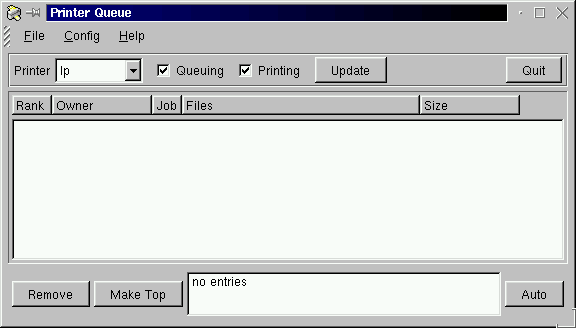 Printer Queue
File Config Help
Printer lp Queuing Printing Update Quit
Rank Owner Job Files Size
no entries
Remove Make Top Auto